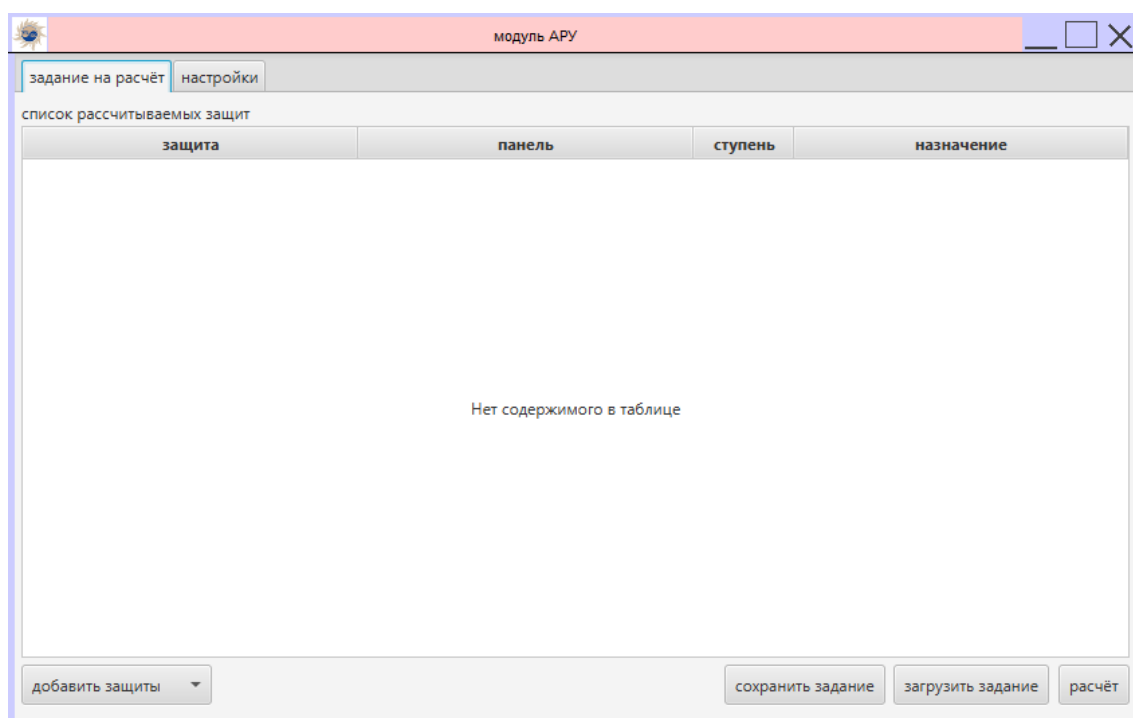 модуль АРУ
задание на расчёт настройки
список рассчитываемых защит
защита панель ступень назначение
Нет содержимого в таблице
добавить защиты сохранить задание загрузить задание расчёт